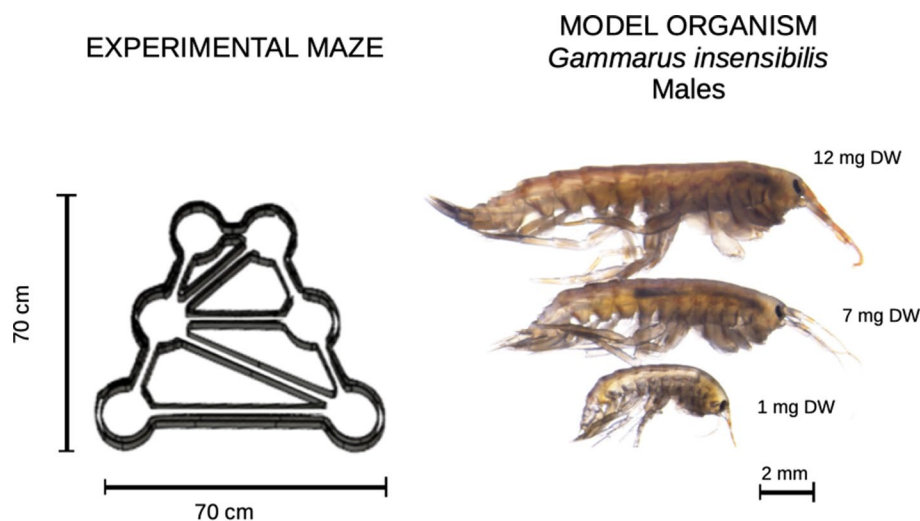 EXPERIMENTAL MAZE
MODEL ORGANISM
Gammarus insensibilis
Males
12 mg DW
7 mg DW
1 mg DW
70 cm
70 cm
2 mm